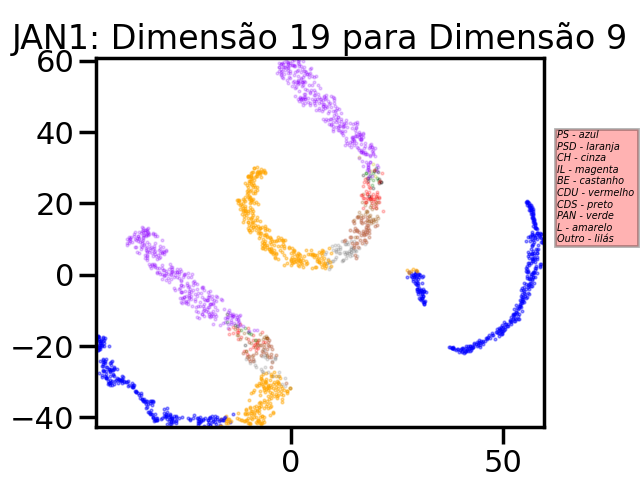 JAN1: Dimensão 19 para Dimensão 9
60
40
20
0
−20
−40
0
50
PS - azul
PSD - laranja
CH - cinza
IL - magenta
BE - castanho
CDU - vermelho
CDS - preto
PAN - verde
L - amarelo
Outro - lilás